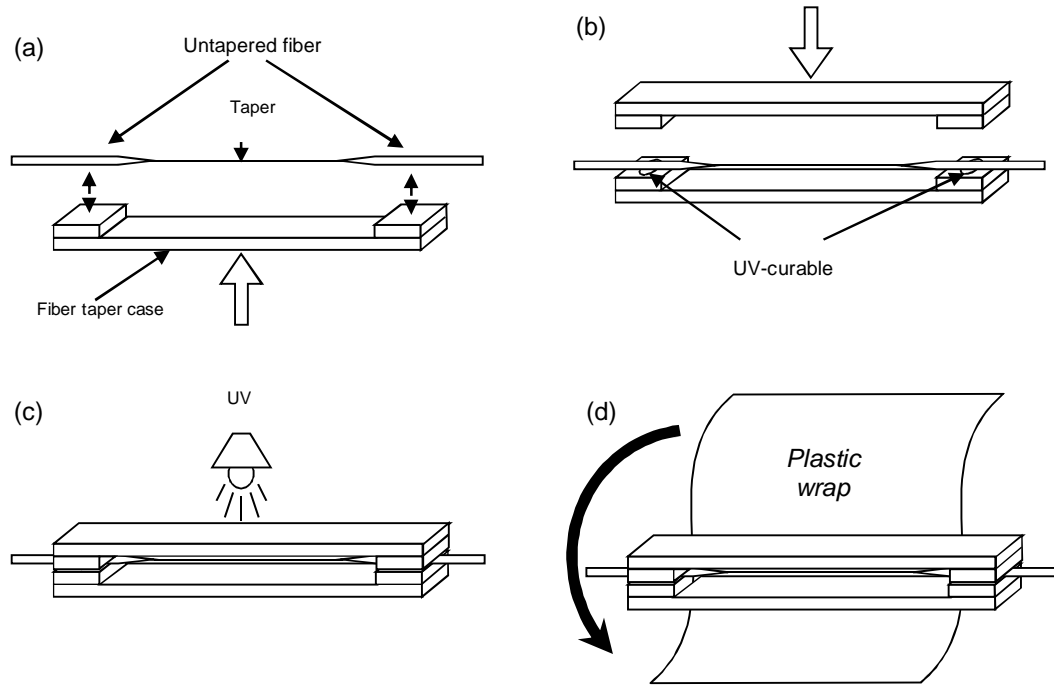 (a)
Untapered fiber
Taper
Fiber taper case
(b)
UV-curable
(c)
UV
(d)
Plastic
wrap